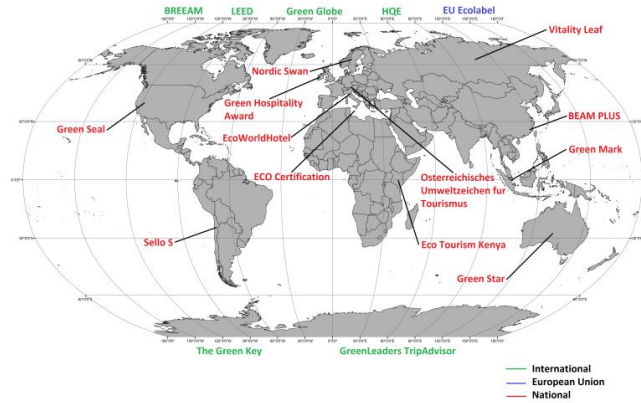 BREEAM LEED Green Globe HQE EU Ecolabel
Vitality Leaf
Nordic Swan
Green Hospitality
Award
Green Seal
BEAM PLUS
EcoWorldHotel
Green Mark
ECO Certification
Osterreichisches
Umweltzeichen fur
Tourismus
Sello S
Eco Tourism Kenya
Green Star
The Green Key GreenLeaders TripAdvisor
International
European Union
National